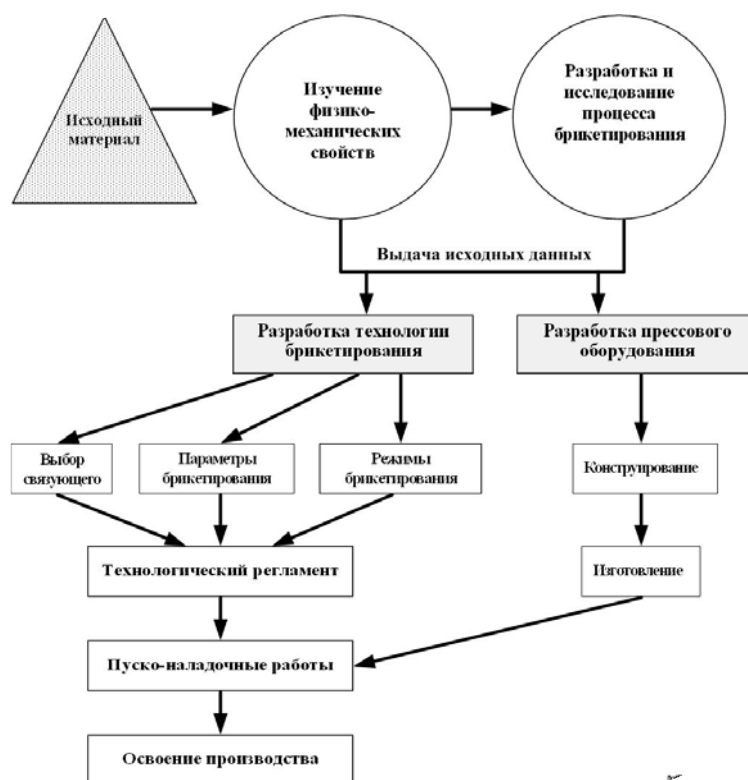 Исходный
материал
Изучение
физико-
механических
свойств
Разработка и
исследование
процесса
брикетирования
Выдача исходных данных
Разработка технологии
брикетирования
Разработка прессового
оборудования
Выбор
связующего
Параметры
брикетирования
Режимы
брикетирования
Конструирование
Технологический регламент
Изготовление
Пуско-наладочные работы
Освоение производства